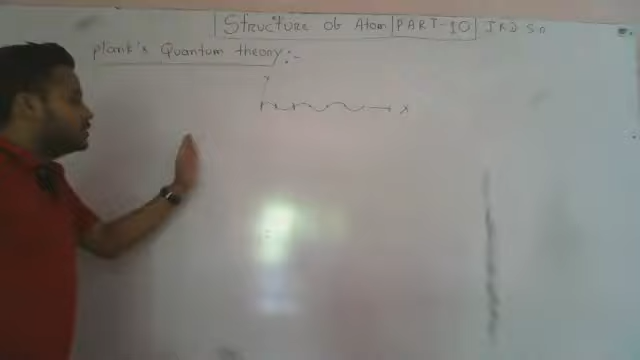 Structure of Atom PART-10
Plank's Quantum theory:-
x